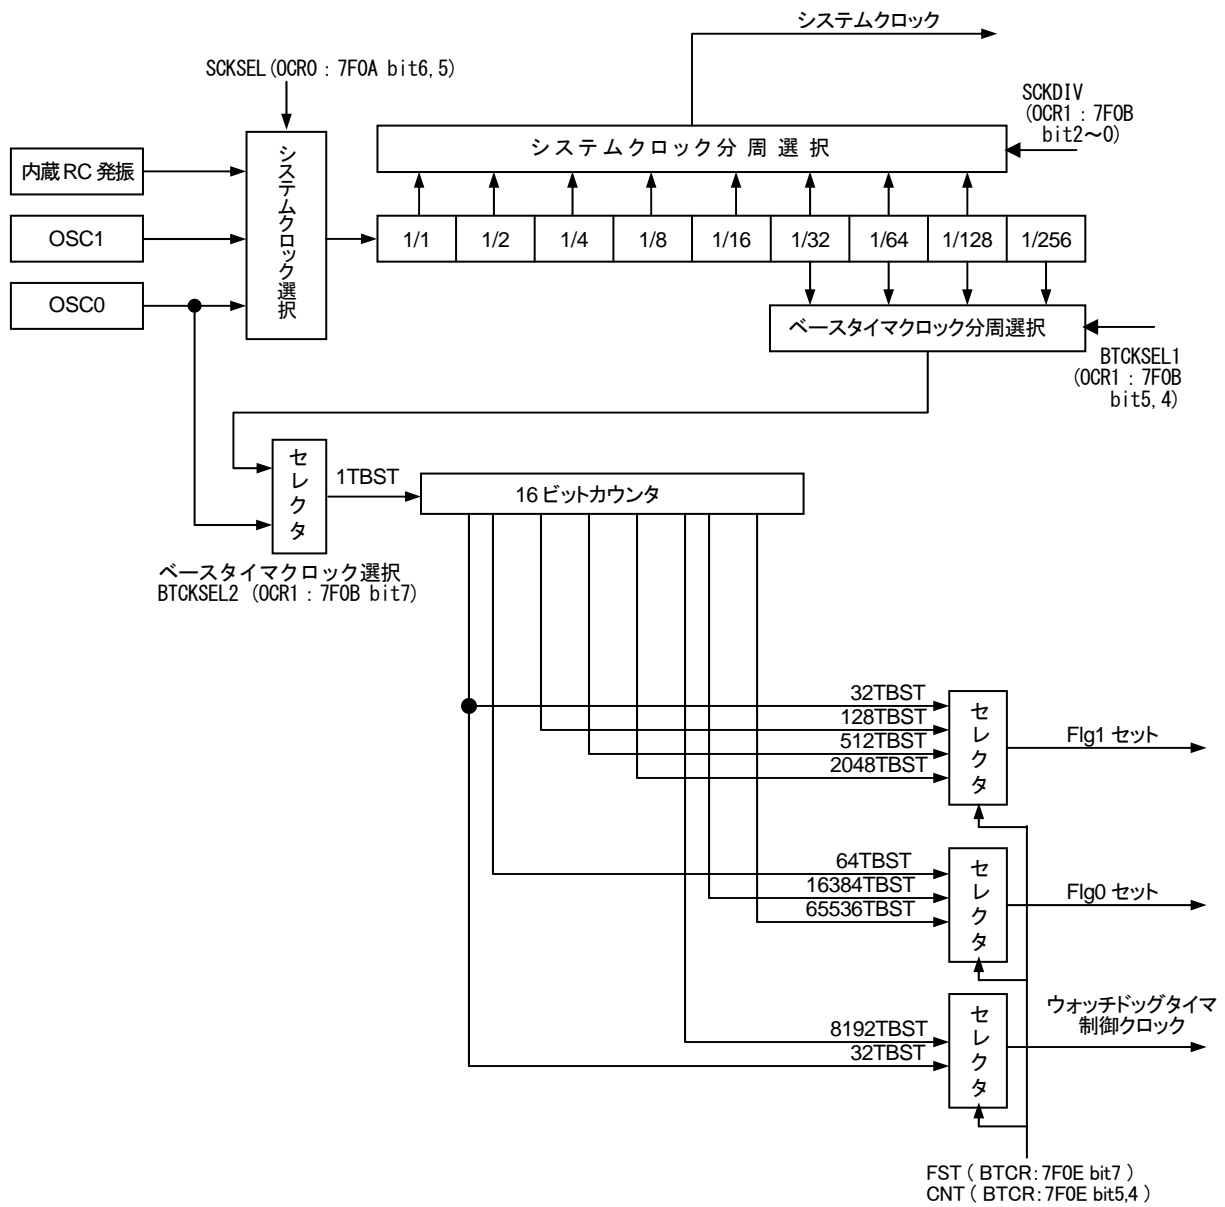 システムクロック
SCKSEL(OCR0 : 7F0A bit6,5)
SCKDIV
(OCR1 : 7F0B
bit2～0)
システムクロック分 周 選 択
内蔵 RC 発振
OSC1
OSC0
システムクロック選択
1/1
1/2
1/4
1/8
1/16
1/32
1/64
1/128
1/256
ベースタイマクロック分周選択
BTCKSEL1
(OCR1 : 7F0B
bit5,4)
セレクタ
1TBST
16 ビットカウンタ
ベースタイマクロック選択
BTCKSEL2 (OCR1 : 7F0B bit7)
32TBST
128TBST
512TBST
2048TBST
セレクタ
Flg1 セット
64TBST
16384TBST
65536TBST
セレクタ
Flg0 セット
8192TBST
32TBST
セレクタ
ウォッチドッグタイマ
制御クロック
FST ( BTCR: 7F0E bit7 )
CNT ( BTCR: 7F0E bit5,4 )